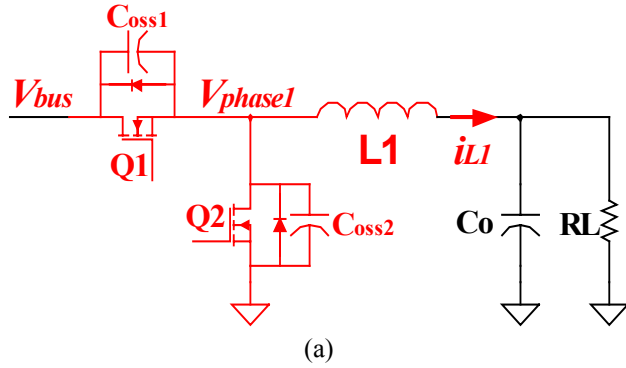 Coss1
Vbus
Vphase1
Q1
L1
iL1
Q2
Coss2
Co
RL
(a)